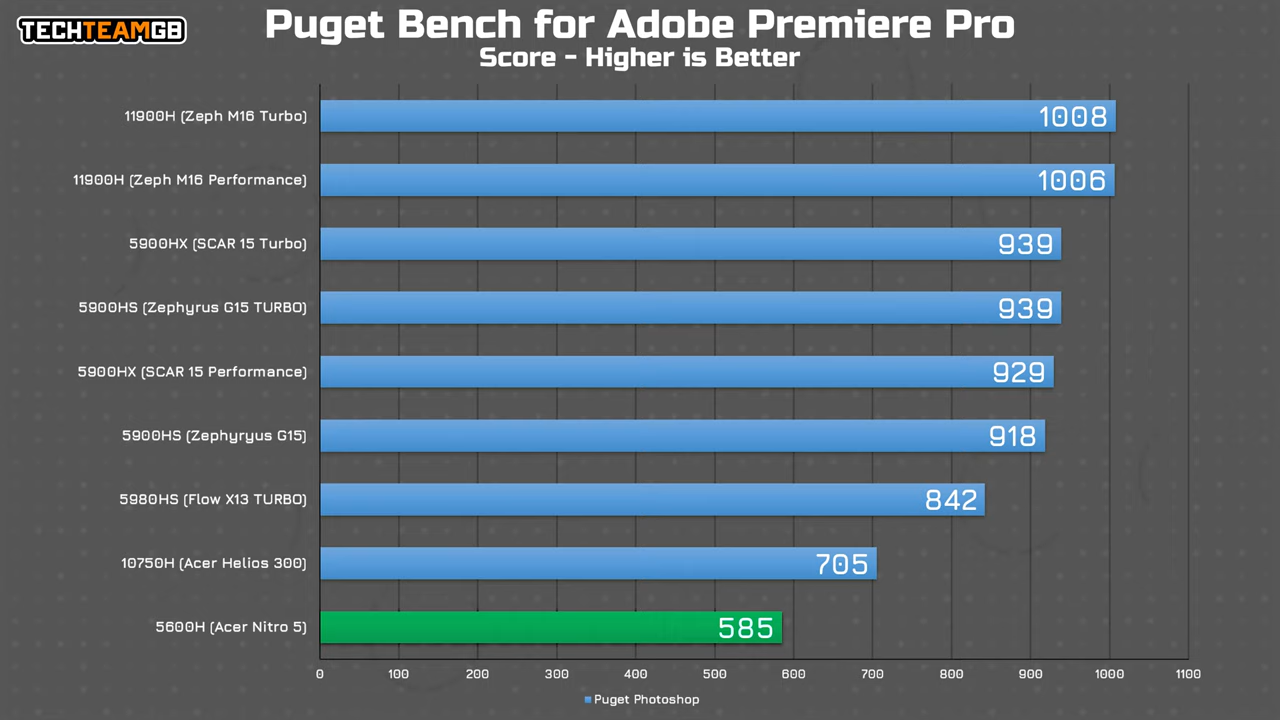 TECHTEAMGB
Puget Bench for Adobe Premiere Pro
Score - Higher is Better
11900H (Zeph M16 Turbo) 1008
11900H (Zeph M16 Performance) 1006
5900HX (SCAR 15 Turbo) 939
5900HS (Zephyrus G15 TURBO) 939
5900HX (SCAR 15 Performance) 929
5900HS (Zephyryus G15) 918
5980HS (Flow X13 TURBO) 842
10750H (Acer Helios 300) 705
5600H (Acer Nitro 5) 585
0 100 200 300 400 500 600 700 800 900 1000 1100
Puget Photoshop